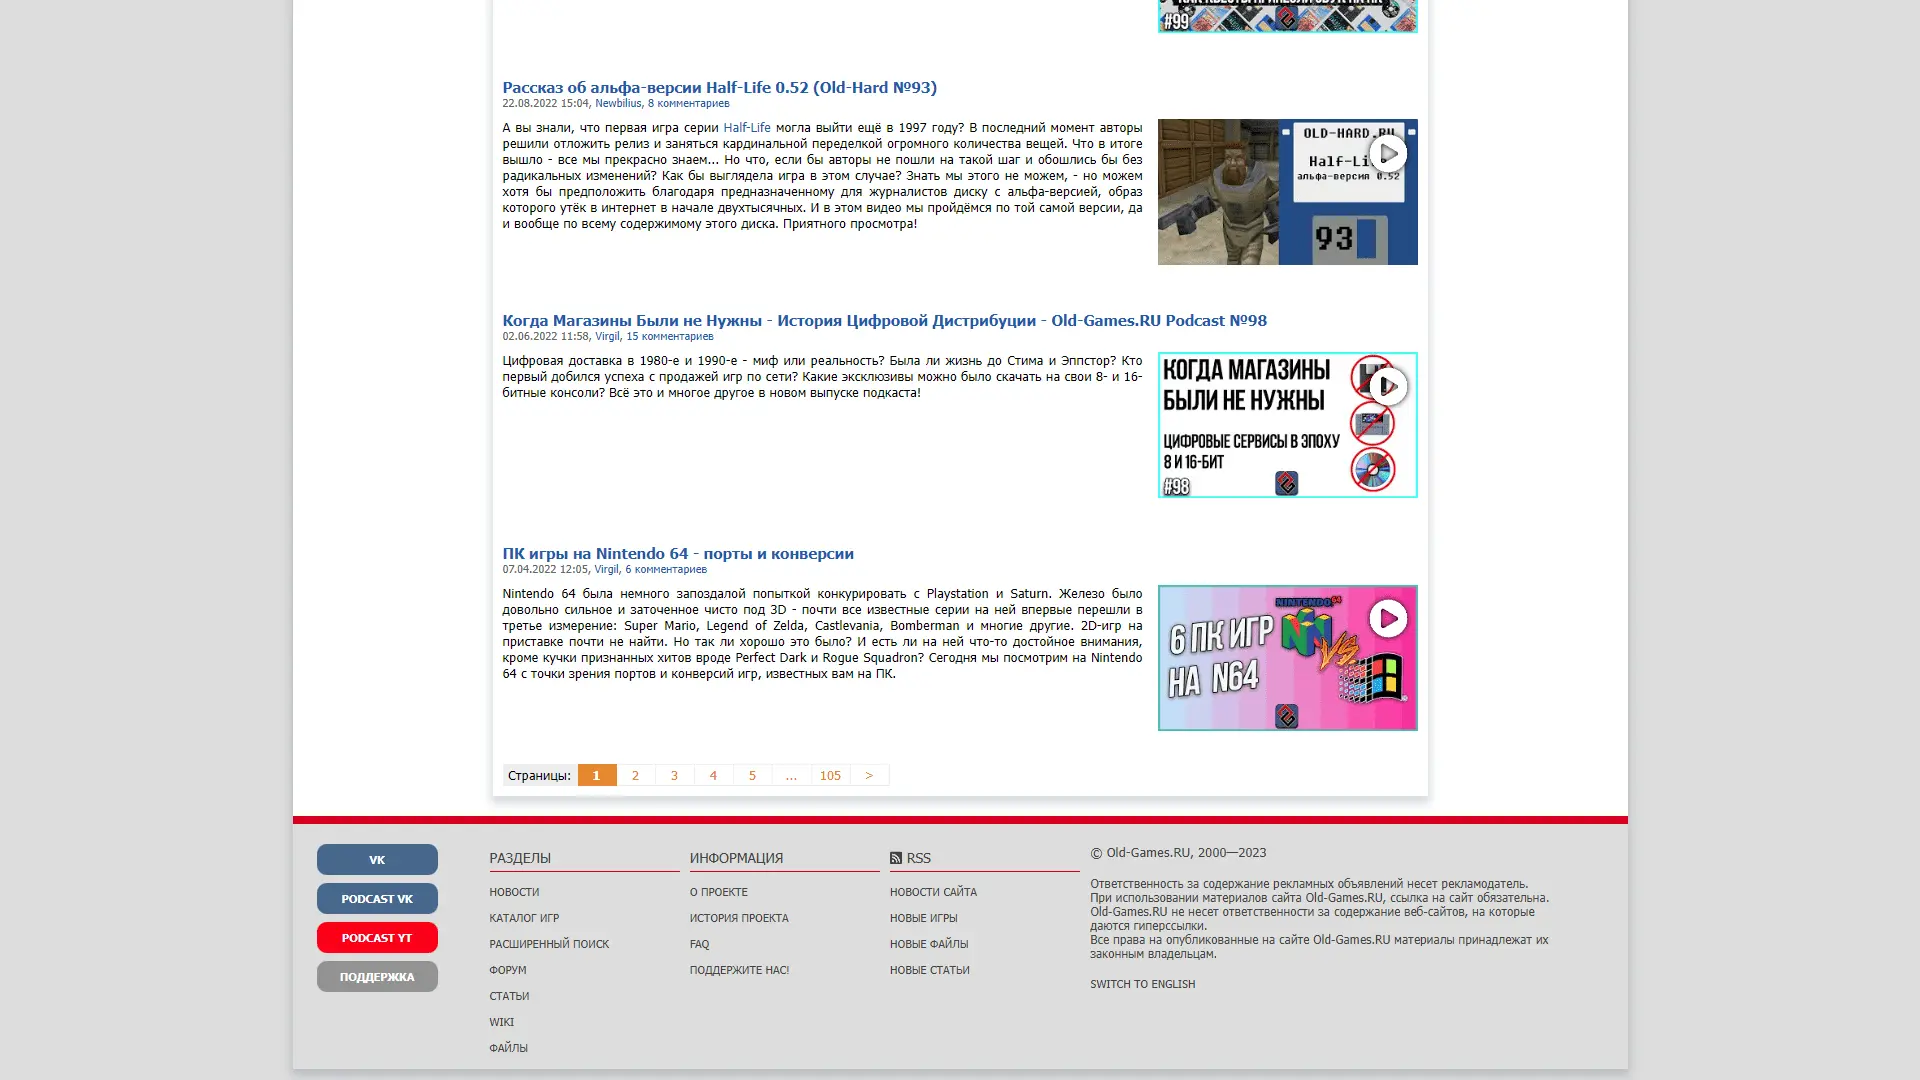 #99
Рассказ об альфа-версии Half-Life 0.52 (Old-Hard №93)
22.08.2022 15:04, Newbilius, 8 комментариев
А вы знали, что первая игра серии Half-Life могла выйти ещё в 1997 году? В последний момент авторы
решили отложить релиз и заняться кардинальной переделкой огромного количества вещей. Что в итоге
вышло - все мы прекрасно знаем... Но что, если бы авторы не пошли на такой шаг и обошлись бы без
радикальных изменений? Как бы выглядела игра в этом случае? Знать мы этого не можем, - но можем
хотя бы предположить благодаря предназначенному для журналистов диску с альфа-версией, образ
которого утёк в интернет в начале двухтысячных. И в этом видео мы пройдёмся по той самой версии, да
и вообще по всему содержимому этого диска. Приятного просмотра!
OLD-HARD.RU
Half-Li
альфа-версия 0.52
93
Когда Магазины Были не Нужны - История Цифровой Дистрибуции - Old-Games.RU Podcast №98
02.06.2022 11:58, Virgil, 15 комментариев
Цифровая доставка в 1980-е и 1990-е - миф или реальность? Была ли жизнь до Стима и Эппстор? Кто
первый добился успеха с продажей игр по сети? Какие эксклюзивы можно было скачать на свои 8- и 16-
битные консоли? Всё это и многое другое в новом выпуске подкаста!
КОГДА МАГАЗИНЫ
БЫЛИ НЕ НУЖНЫ
ЦИФРОВЫЕ СЕРВИСЫ В ЭПОХУ
8 И 16-БИТ
#98
ПК игры на Nintendo 64 - порты и конверсии
07.04.2022 12:05, Virgil, 6 комментариев
Nintendo 64 была немного запоздалой попыткой конкурировать с Playstation и Saturn. Железо было
довольно сильное и заточенное чисто под 3D - почти все известные серии на ней впервые перешли в
третье измерение: Super Mario, Legend of Zelda, Castlevania, Bomberman и многие другие. 2D-игр на
приставке почти не найти. Но так ли хорошо это было? И есть ли на ней что-то достойное внимания,
кроме кучки признанных хитов вроде Perfect Dark и Rogue Squadron? Сегодня мы посмотрим на Nintendo
64 с точки зрения портов и конверсий игр, известных вам на ПК.
NINTENDO 64
6 ПК ИГР
НА N64
VS
Страницы: 1 2 3 4 5 ... 105 >
VK
PODCAST VK
PODCAST YT
ПОДДЕРЖКА
РАЗДЕЛЫ
НОВОСТИ
КАТАЛОГ ИГР
РАСШИРЕННЫЙ ПОИСК
ФОРУМ
СТАТЬИ
WIKI
ФАЙЛЫ
ИНФОРМАЦИЯ
О ПРОЕКТЕ
ИСТОРИЯ ПРОЕКТА
FAQ
ПОДДЕРЖИТЕ НАС!
RSS
НОВОСТИ САЙТА
НОВЫЕ ИГРЫ
НОВЫЕ ФАЙЛЫ
НОВЫЕ СТАТЬИ
© Old-Games.RU, 2000—2023
Ответственность за содержание рекламных объявлений несет рекламодатель.
При использовании материалов сайта Old-Games.RU, ссылка на сайт обязательна.
Old-Games.RU не несет ответственности за содержание веб-сайтов, на которые
даются гиперссылки.
Все права на опубликованные на сайте Old-Games.RU материалы принадлежат их
законным владельцам.
SWITCH TO ENGLISH